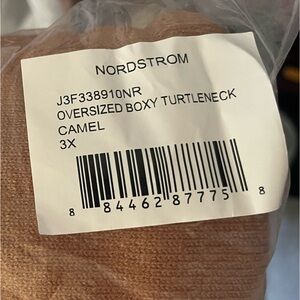 NORDSTROM
J3F338910NR
OVERSIZED BOXY TURTLENECK
CAMEL
3X
8 84462 87775 8